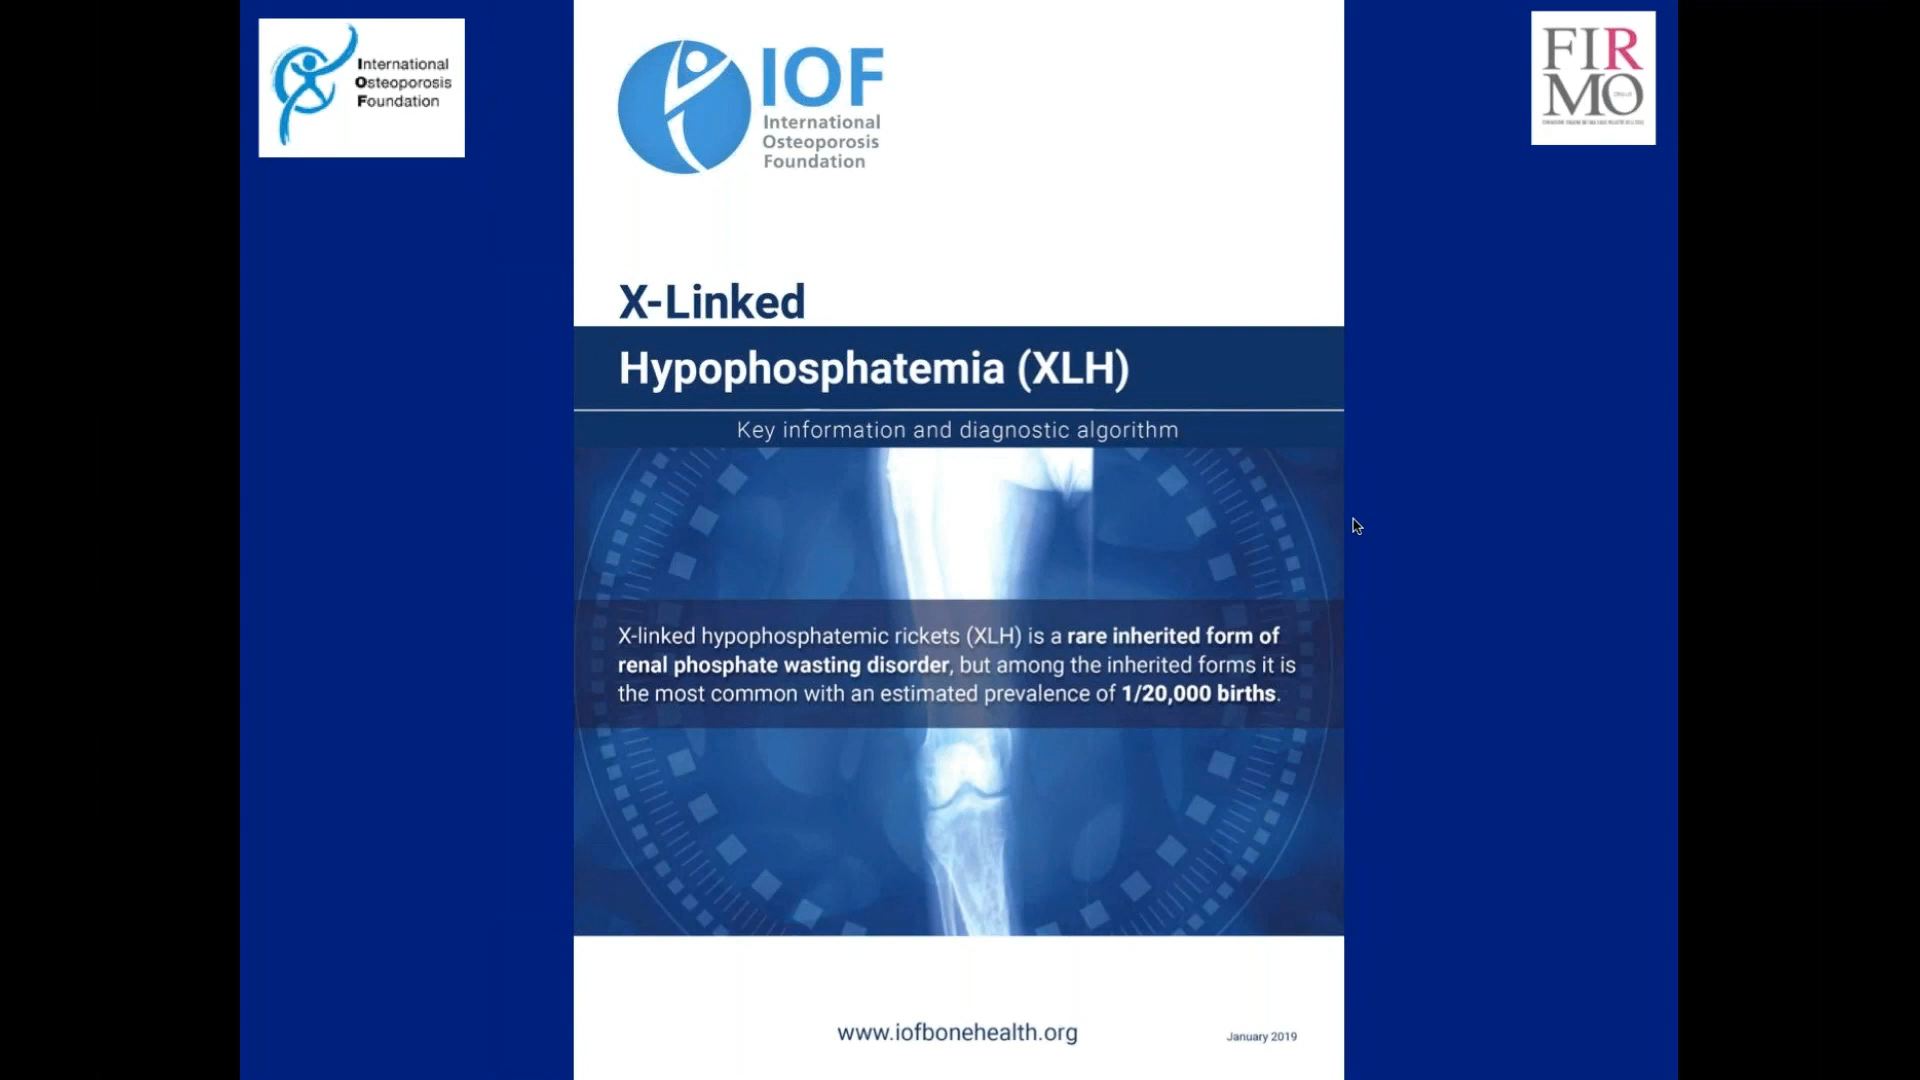 International
Osteoporosis
Foundation
IOF
International
Osteoporosis
Foundation
FIR
MO
X-Linked
Hypophosphatemia (XLH)
Key information and diagnostic algorithm
X-linked hypophosphatemic rickets (XLH) is a rare inherited form of
renal phosphate wasting disorder, but among the inherited forms it is
the most common with an estimated prevalence of 1/20,000 births.
www.iofbonehealth.org
January 2019